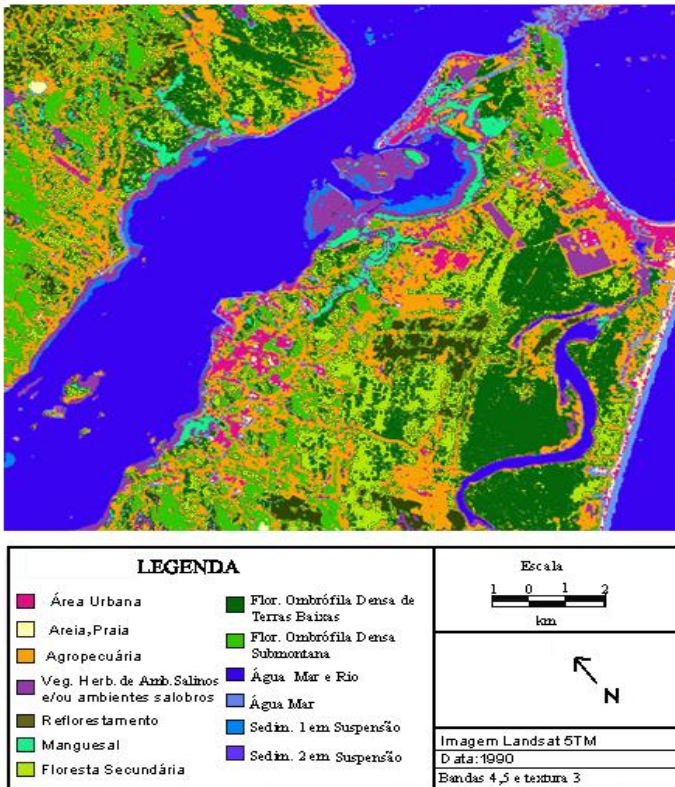 LEGENDA
Área Urbana
Areia,Praia
Agropecuária
Veg. Herb. de Amb.Salinos
e/ou ambientes salobros
Reflorestamento
Manguesal
Floresta Secundária
Flor. Ombrófila Densa de
Terras Baixas
Flor. Ombrófila Densa
Submontana
Água Mar e Rio
Água Mar
Sedim. 1 em Suspensão
Sedim. 2 em Suspensão
Escala
1 0 1 2
km
N
Imagem Landsat 5TM
Data:1990
Bandas 4,5 e textura 3